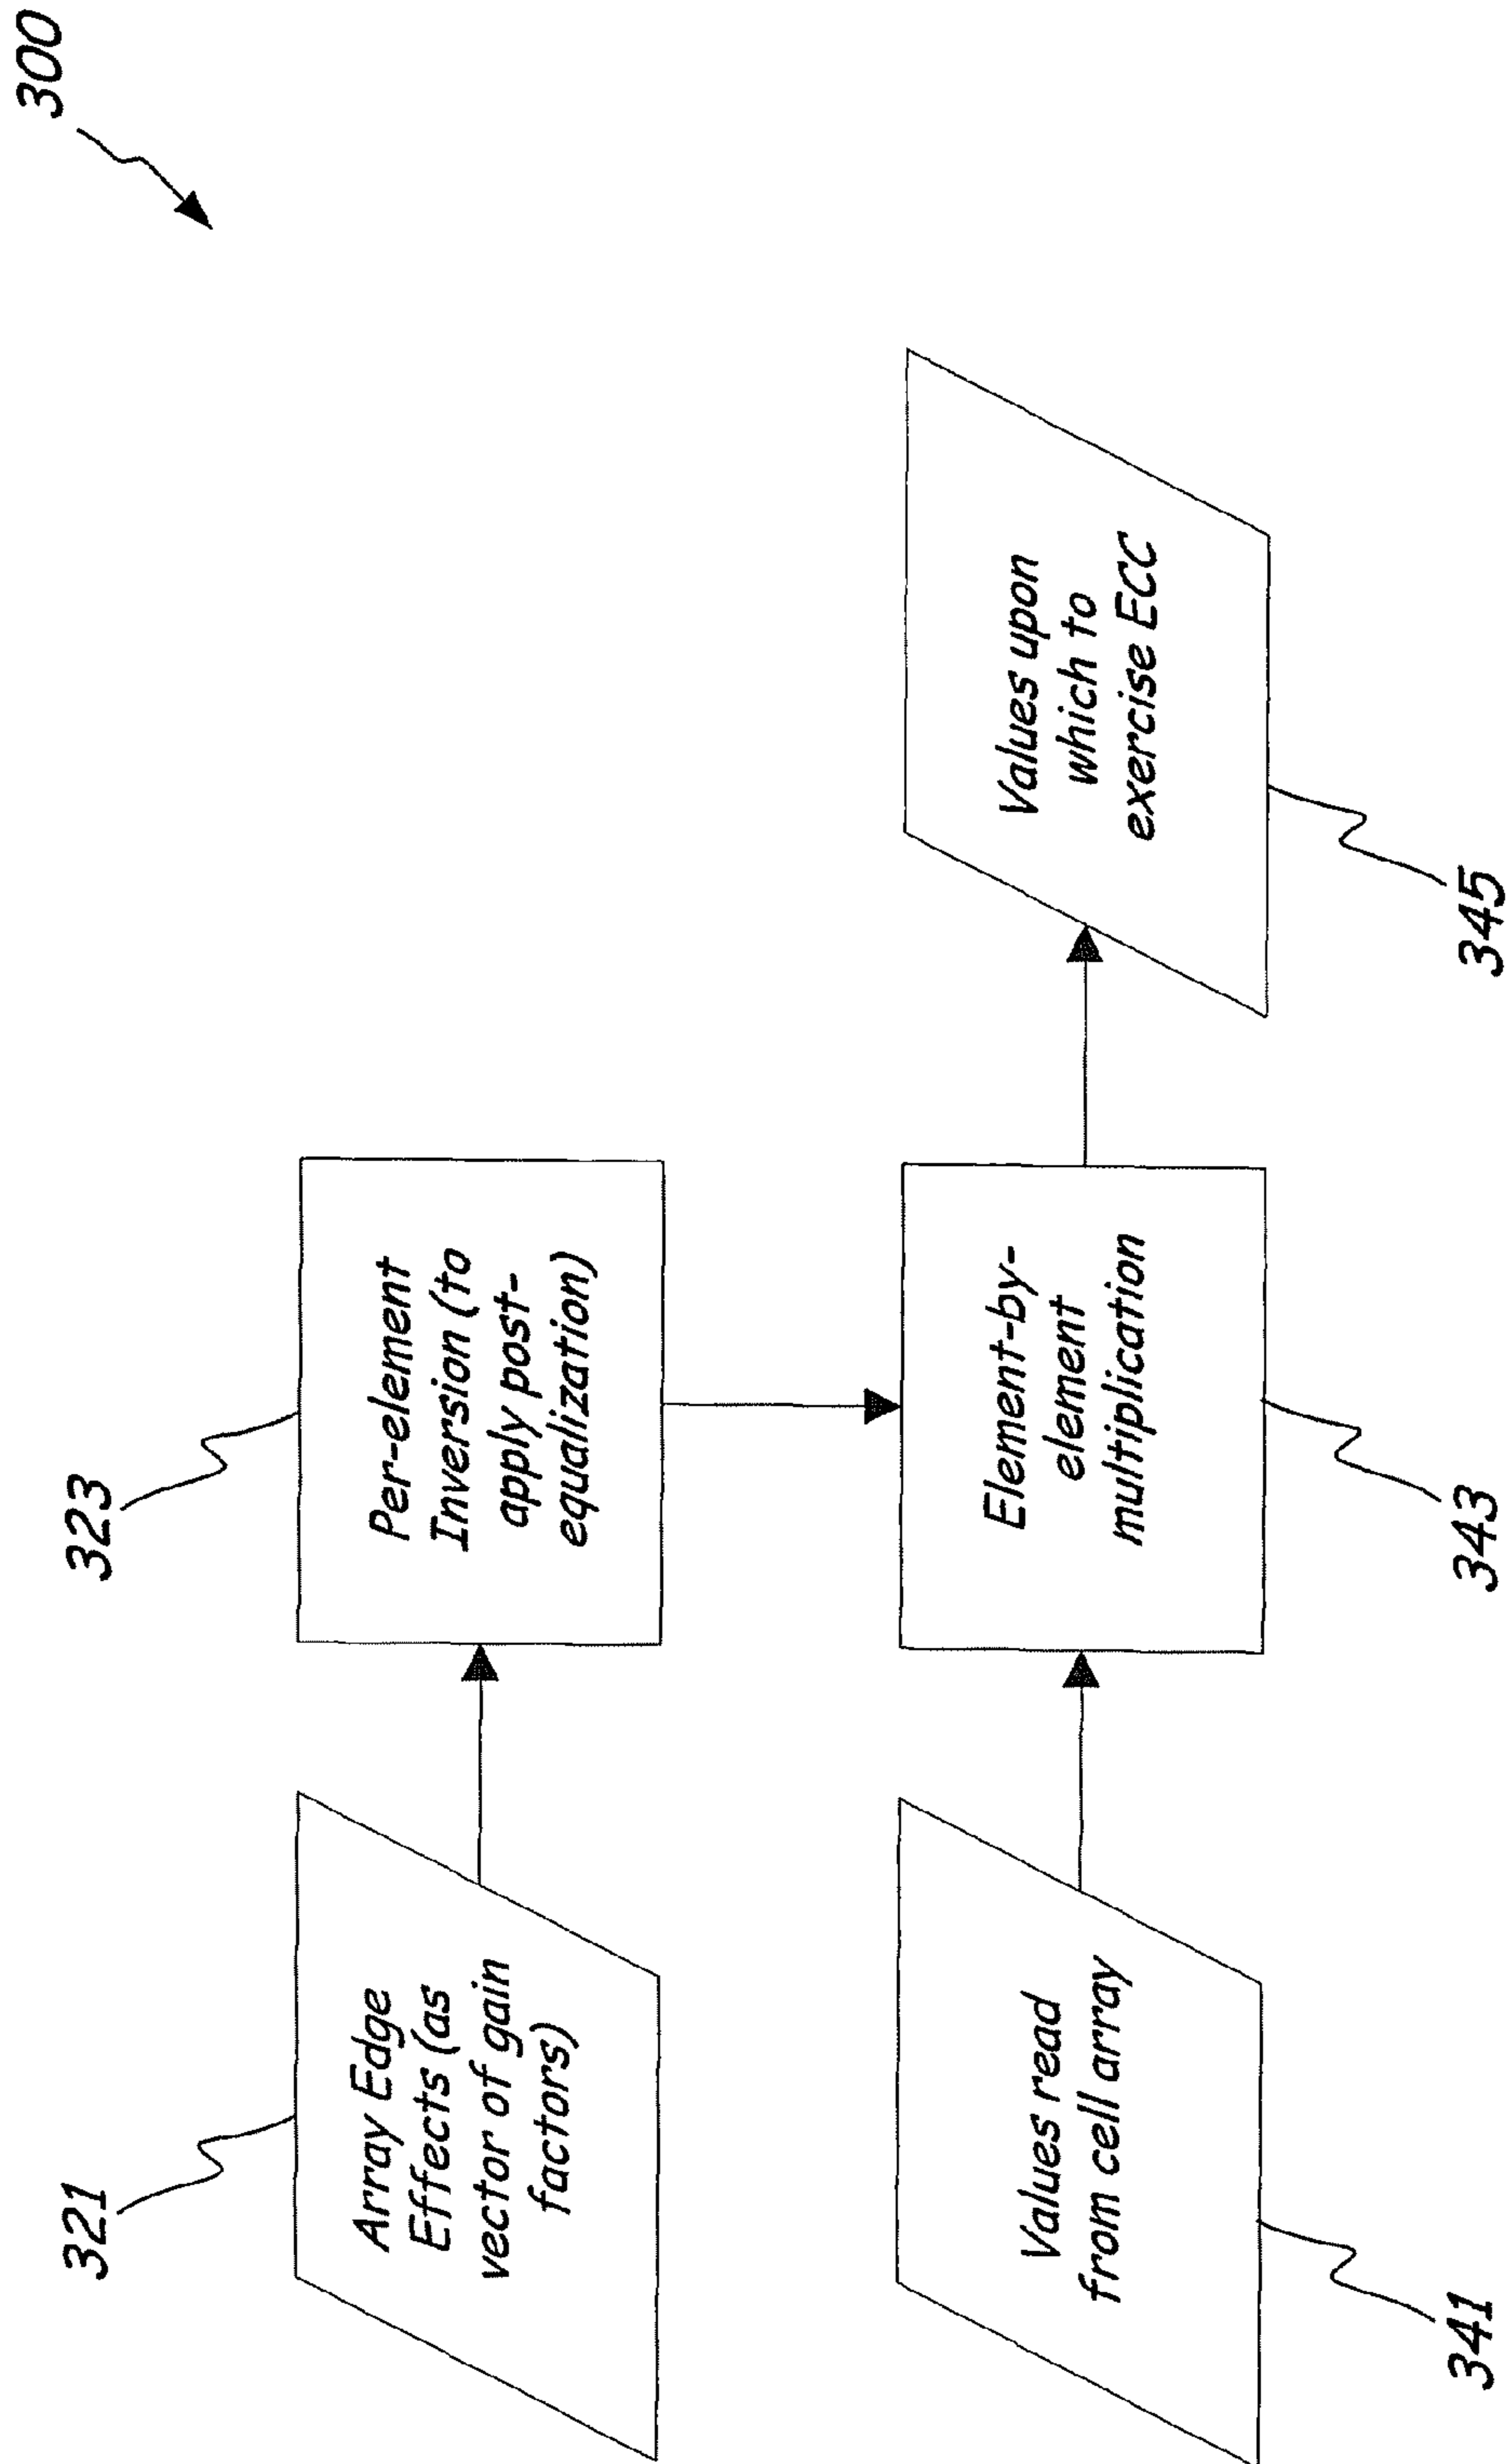 300
321
Array Edge
Effects (as
vector of gain
factors)
323
Per-element
Inversion (to
apply post-
equalization)
Values read
from cell array
341
Element-by-
element
multiplication
343
Values upon
which to
exercise ECC
345